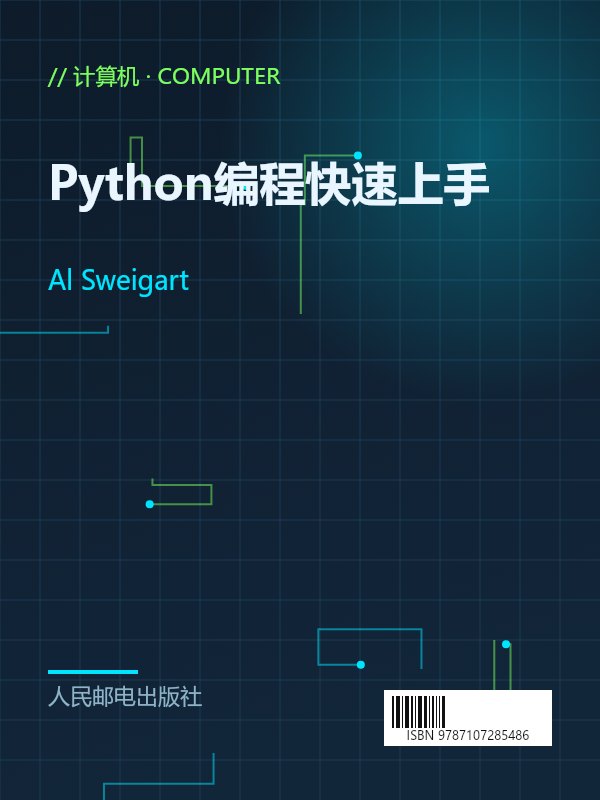 // 计算机 · COMPUTER
Python编程快速上手
Al Sweigart
人民邮电出版社
ISBN 9787107285486